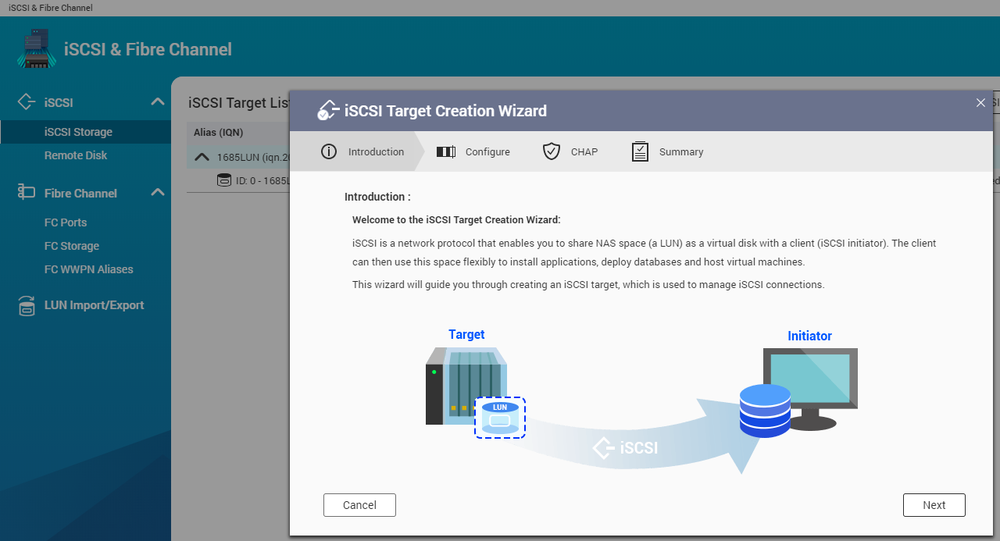 iSCSI & Fibre Channel
iSCSI & Fibre Channel
iSCSI
iSCSI Storage
Remote Disk
Fibre Channel
FC Ports
FC Storage
FC WWPN Aliases
LUN Import/Export
iSCSI Target
Alias (IQN)
1685LUN (iqn.20
ID: 0 - 1685L
iSCSI Target Creation Wizard
Introduction
Configure
CHAP
Summary
Introduction :
Welcome to the iSCSI Target Creation Wizard:
iSCSI is a network protocol that enables you to share NAS space (a LUN) as a virtual disk with a client (iSCSI initiator). The client
can then use this space flexibly to install applications, deploy databases and host virtual machines.
This wizard will guide you through creating an iSCSI target, which is used to manage iSCSI connections.
Target
Initiator
LUN
iSCSI
Cancel
Next